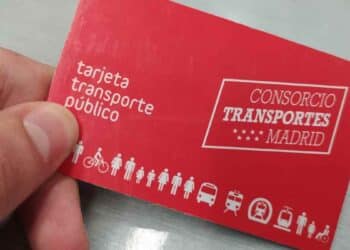 tarjeta
transporte
público
CONSORCIO
TRANSPORTES
MADRID